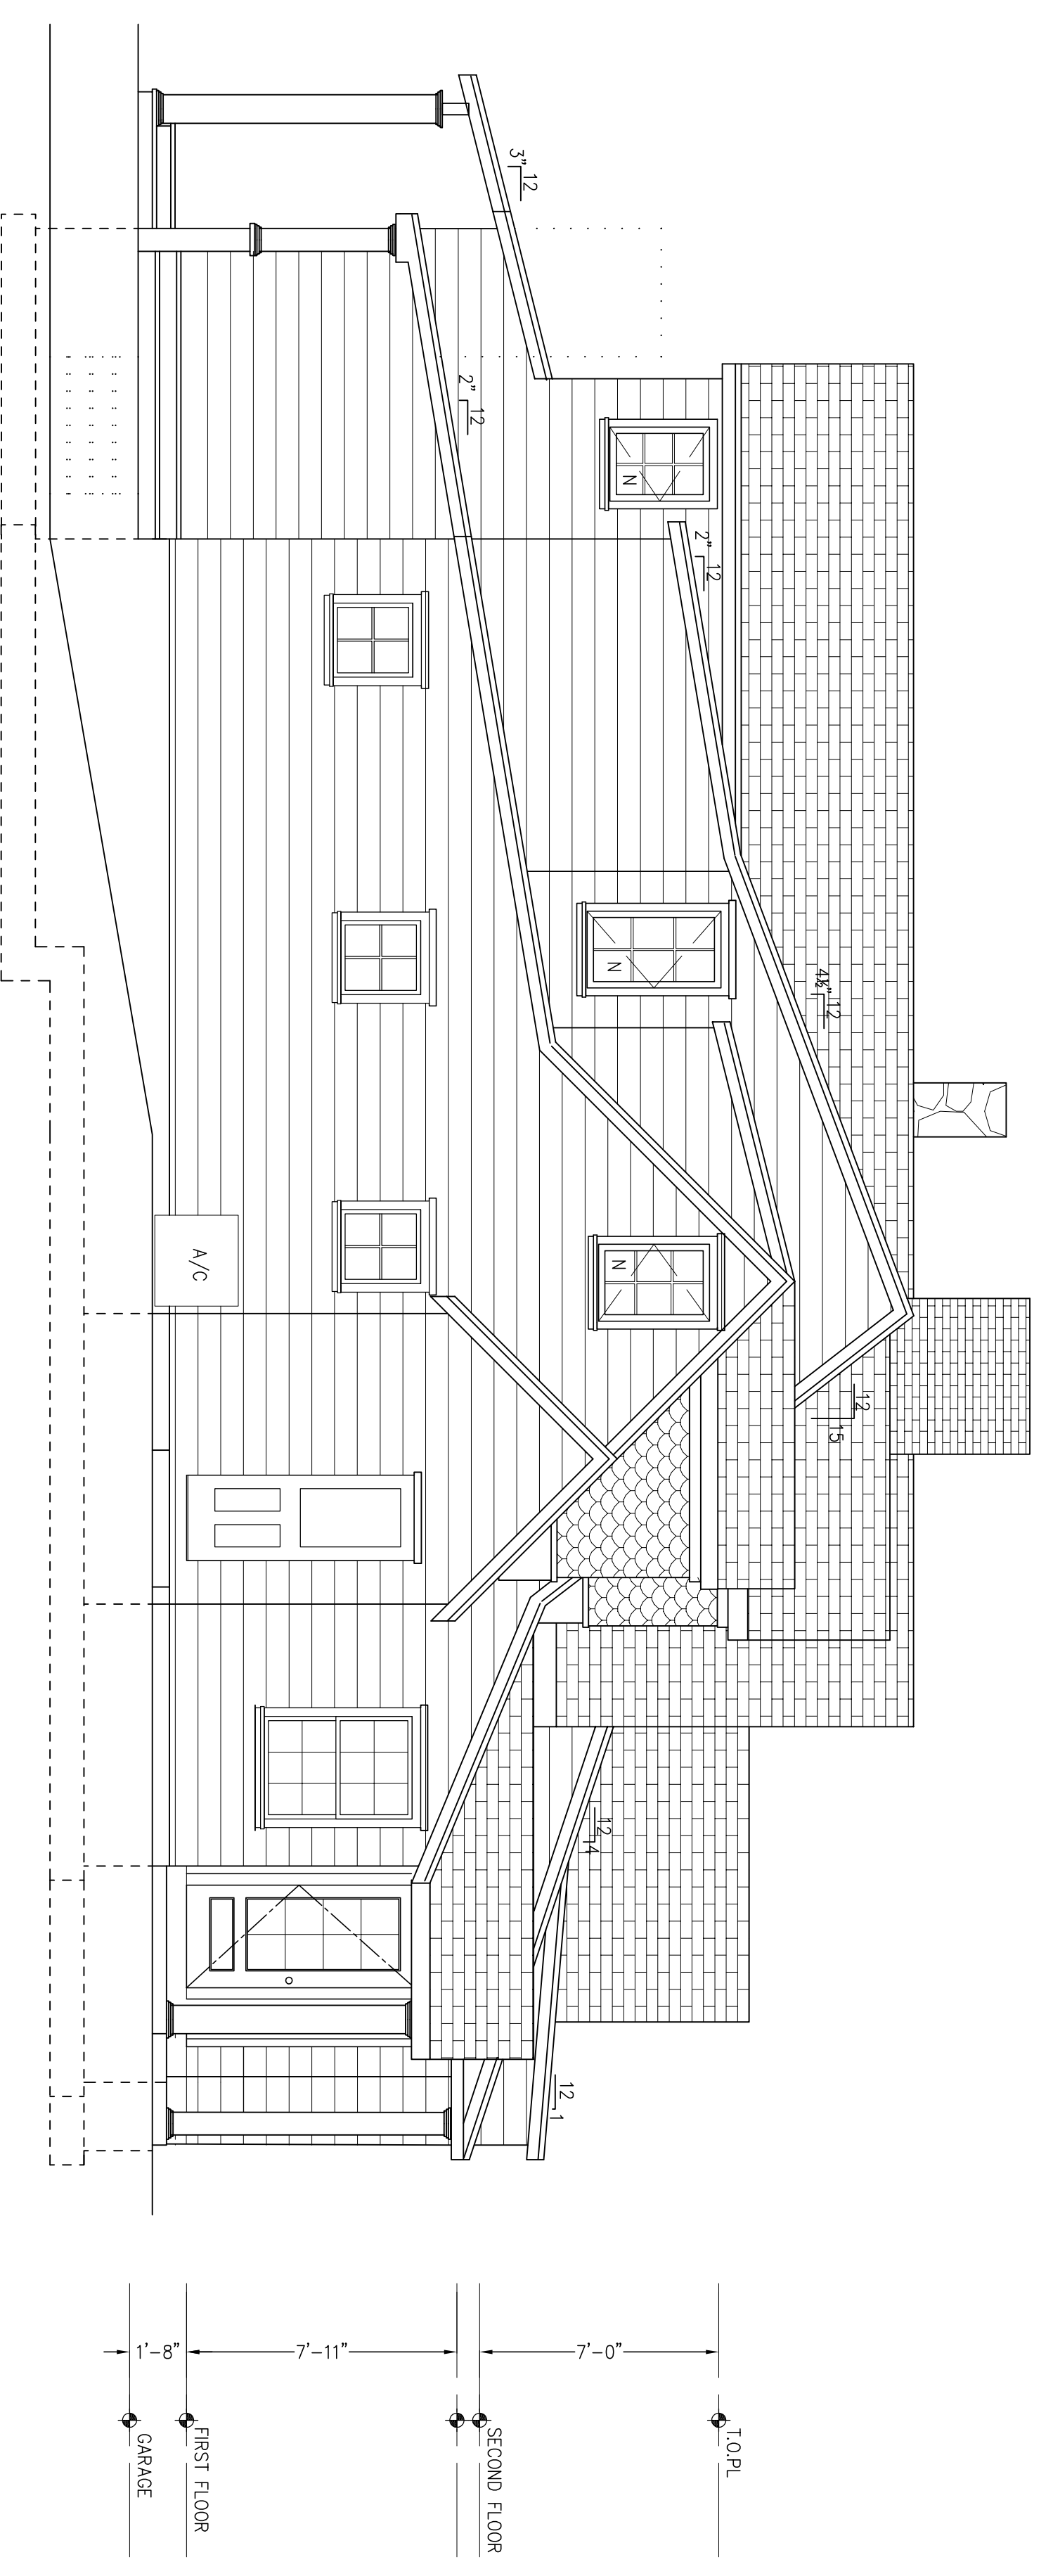 3" 12
2" 12
2" 12
4½" 12
12
15
12
4
12
1
N
N
N
A/C
T.O.PL
7'-0"
SECOND FLOOR
7'-11"
FIRST FLOOR
1'-8"
GARAGE